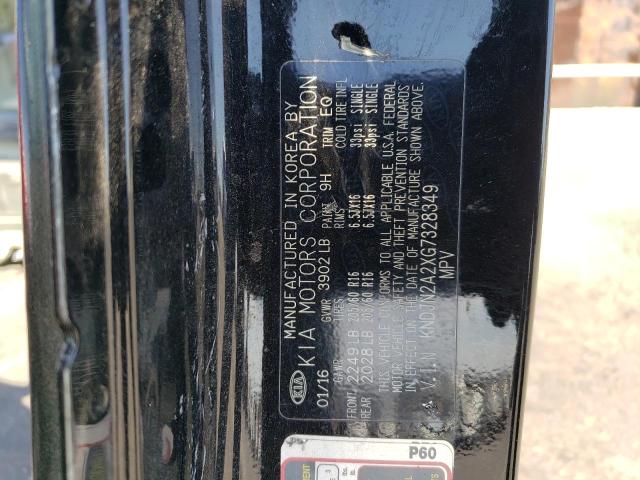 MANUFACTURED IN KOREA BY
KIA KIA MOTORS CORPORATION
01/16 GVWR 3902 LB PAINT 9H TRIM EQ
GAWR TIRES RIMS COLD TIRE INFL
FRONT 2249 LB 205/60 R16 6.5JX16 33psi SINGLE
REAR 2028 LB 205/60 R16 6.5JX16 33psi SINGLE
THIS VEHICLE CONFORMS TO ALL APPLICABLE U.S.A. FEDERAL
MOTOR VEHICLE SAFETY AND THEFT PREVENTION STANDARDS
IN EFFECT ON THE DATE OF MANUFACTURE SHOWN ABOVE.
V.I.N KNDJN2A2XG7328349
MPV
P60